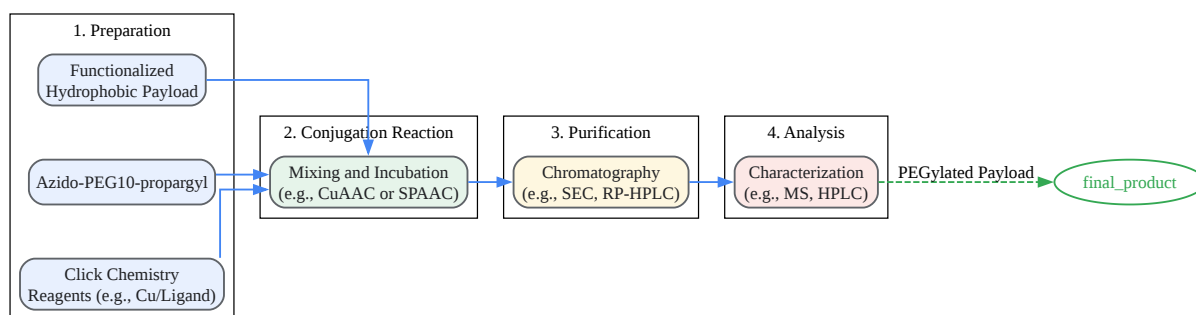 1. Preparation
Functionalized
Hydrophobic Payload
Azido-PEG10-propargyl
Click Chemistry
Reagents (e.g., Cu/Ligand)
2. Conjugation Reaction
Mixing and Incubation
(e.g., CuAAC or SPAAC)
3. Purification
Chromatography
(e.g., SEC, RP-HPLC)
4. Analysis
Characterization
(e.g., MS, HPLC)
PEGylated Payload
final_product